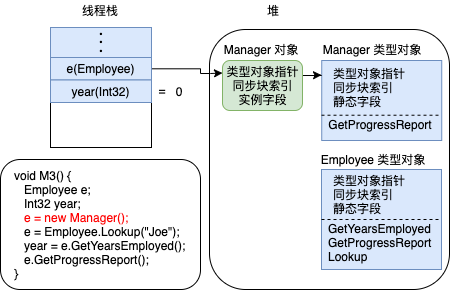 线程栈
堆
e(Employee)
year(Int32)
= 0
Manager 对象
类型对象指针
同步块索引
实例字段
Manager 类型对象
类型对象指针
同步块索引
静态字段
GetProgressReport
Employee 类型对象
类型对象指针
同步块索引
静态字段
GetYearsEmployed
GetProgressReport
Lookup
void M3() {
Employee e;
Int32 year;
e = new Manager();
e = Employee.Lookup("Joe");
year = e.GetYearsEmployed();
e.GetProgressReport();
}